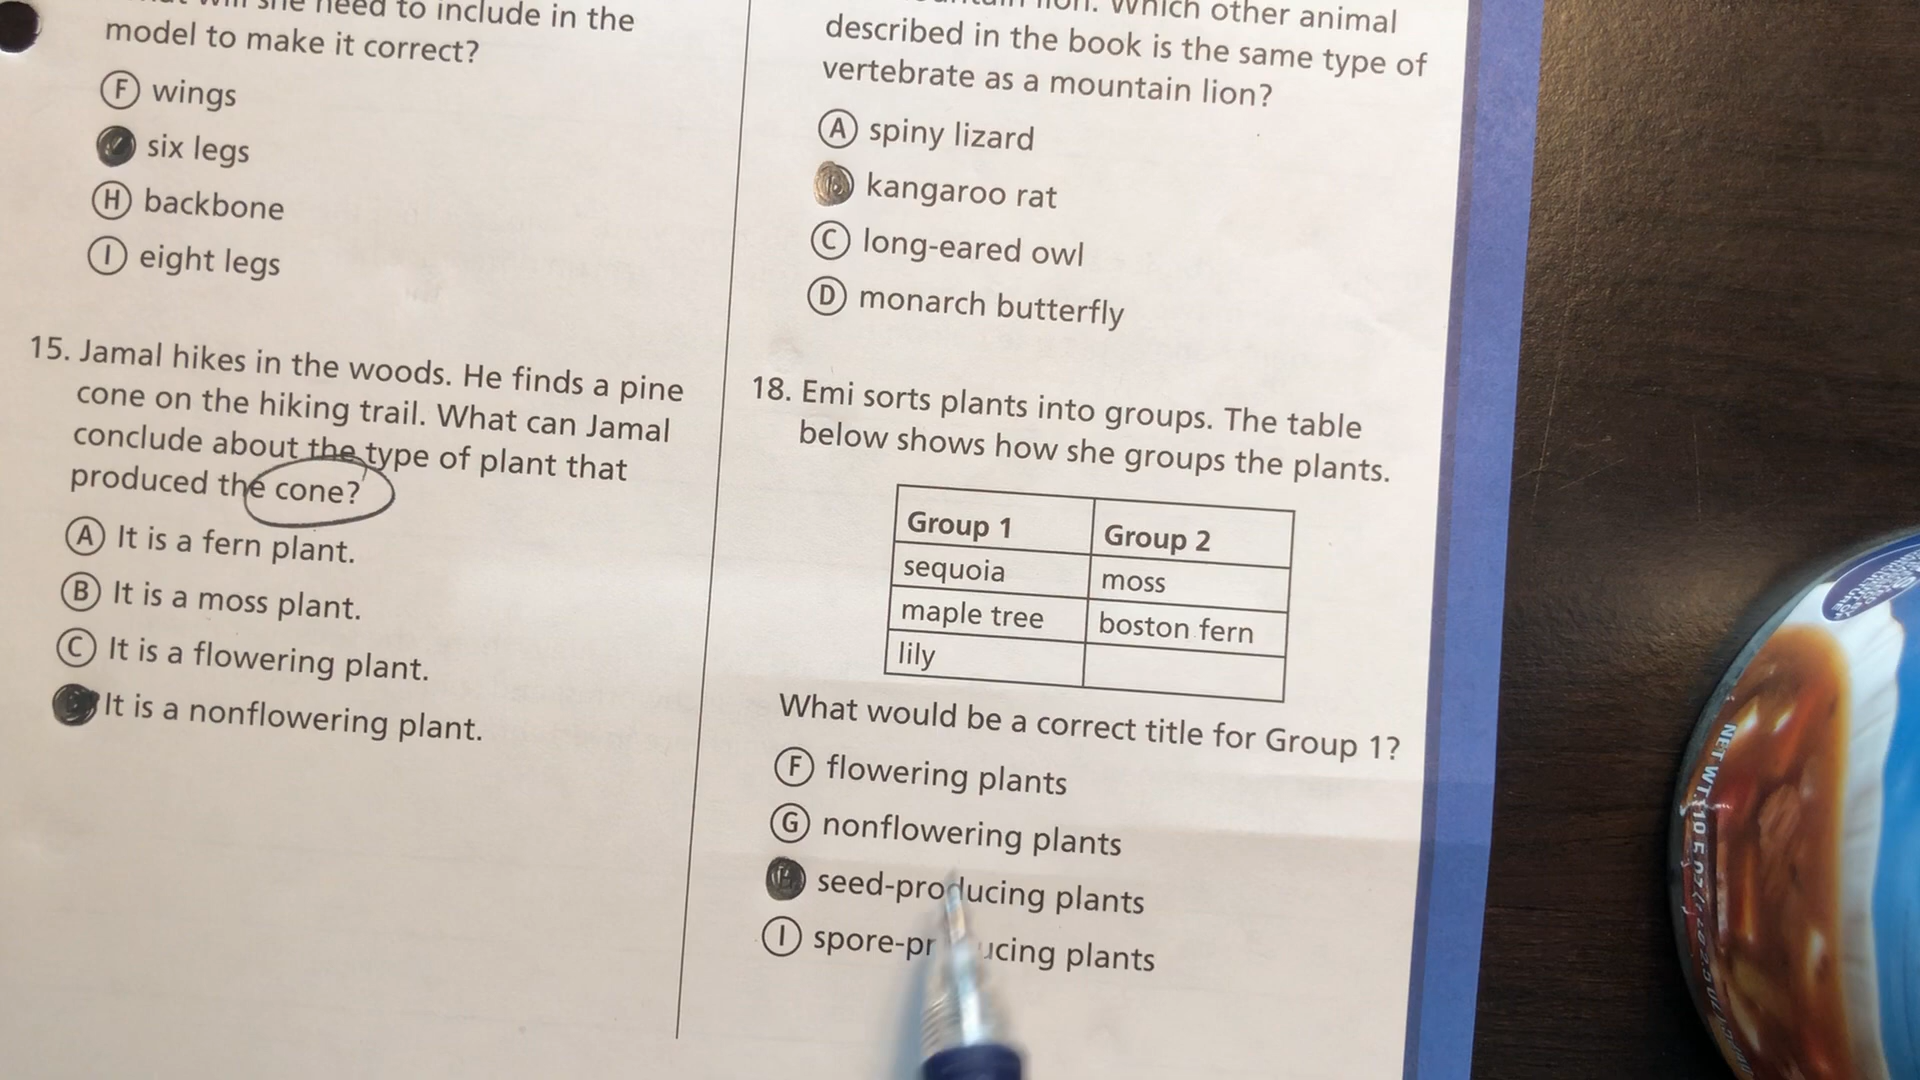 she need to include in the
model to make it correct?
F wings
six legs
H backbone
I eight legs
15. Jamal hikes in the woods. He finds a pine
cone on the hiking trail. What can Jamal
conclude about the type of plant that
produced the cone?
A It is a fern plant.
B It is a moss plant.
C It is a flowering plant.
It is a nonflowering plant.
lion. Which other animal
described in the book is the same type of
vertebrate as a mountain lion?
A spiny lizard
B kangaroo rat
C long-eared owl
D monarch butterfly
18. Emi sorts plants into groups. The table
below shows how she groups the plants.
Group 1 Group 2
sequoia moss
maple tree boston fern
lily
What would be a correct title for Group 1?
F flowering plants
G nonflowering plants
H seed-producing plants
I plants
NET WT. 10